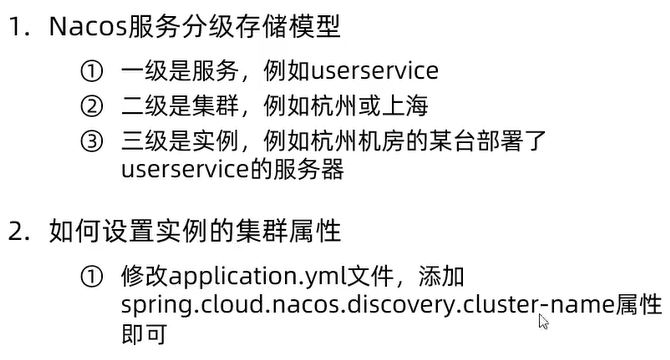 1. Nacos服务分级存储模型
① 一级是服务，例如userservice
② 二级是集群，例如杭州或上海
③ 三级是实例，例如杭州机房的某台部署了
userservice的服务器
2. 如何设置实例的集群属性
① 修改application.yml文件，添加
spring.cloud.nacos.discovery.cluster-name属性
即可